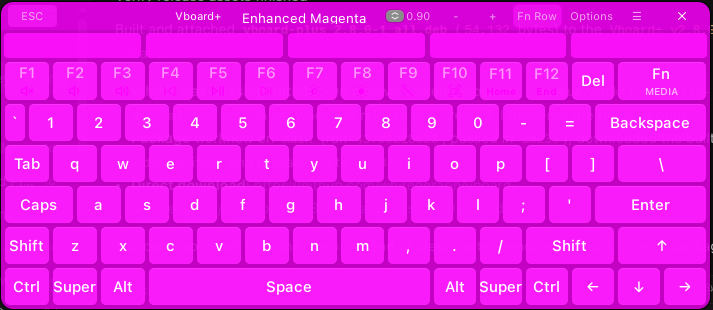 ESC Vboard+ Enhanced Magenta 0.90 - + Fn Row Options ☰ ✕
F1 F2 F3 F4 F5 F6 F7 F8 F9 F10 F11 F12 Del Fn
Home End MEDIA
` 1 2 3 4 5 6 7 8 9 0 - = Backspace
Tab q w e r t y u i o p [ ] \
Caps a s d f g h j k l ; ' Enter
Shift z x c v b n m , . / Shift ↑
Ctrl Super Alt Space Alt Super Ctrl ← ↓ →